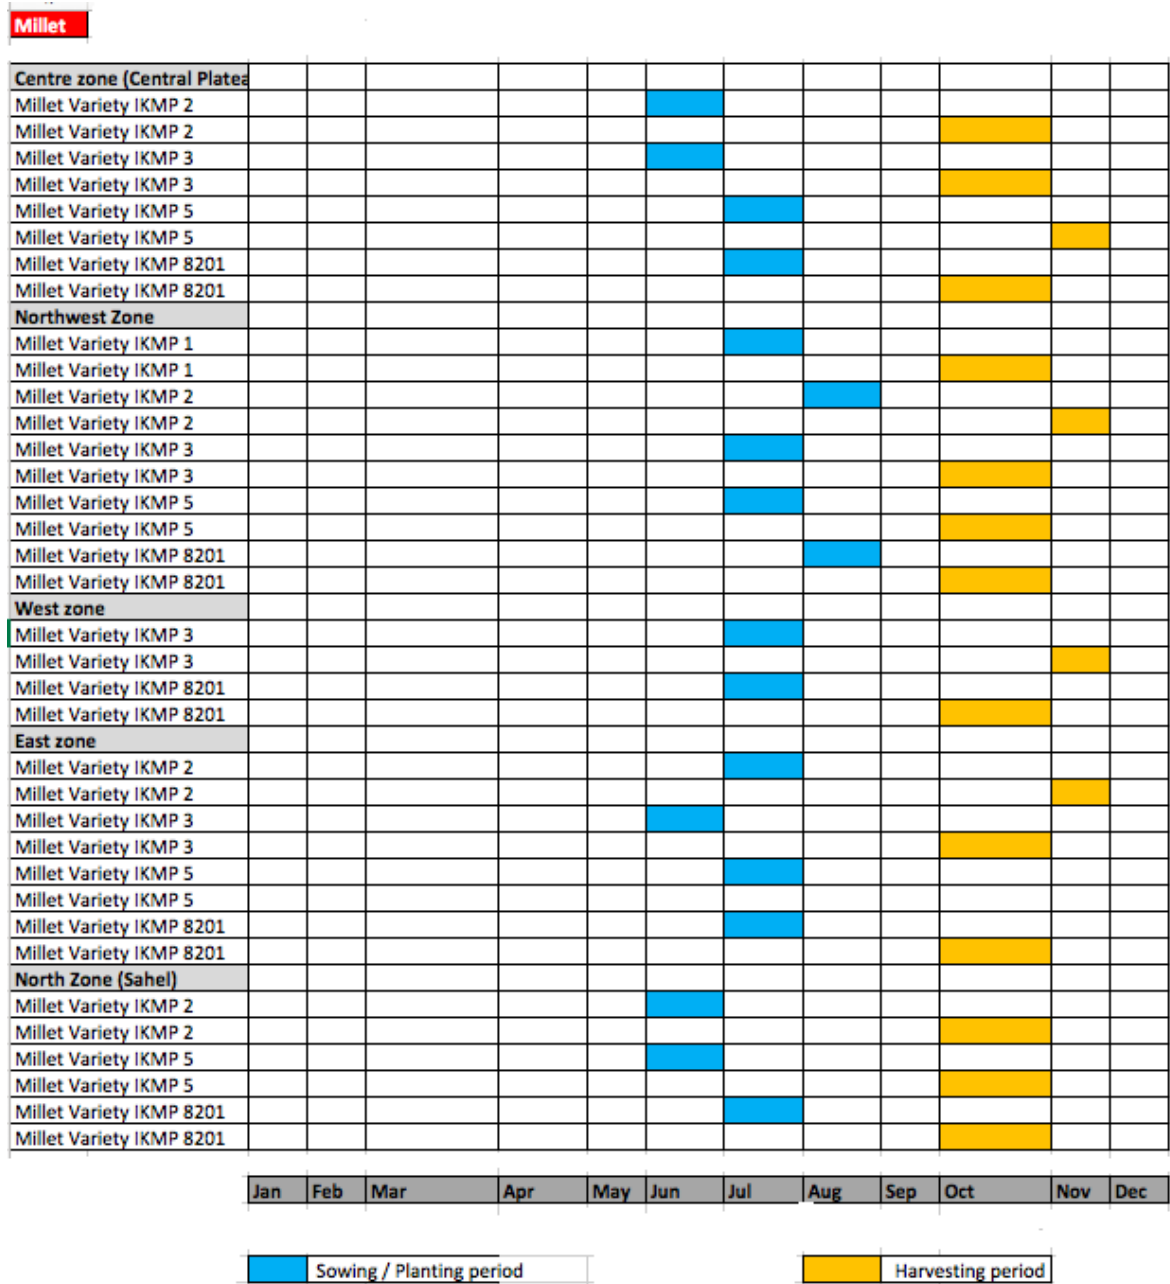 Millet
Centre zone (Central Platea
Millet Variety IKMP 2
Millet Variety IKMP 2
Millet Variety IKMP 3
Millet Variety IKMP 3
Millet Variety IKMP 5
Millet Variety IKMP 5
Millet Variety IKMP 8201
Millet Variety IKMP 8201
Northwest Zone
Millet Variety IKMP 1
Millet Variety IKMP 1
Millet Variety IKMP 2
Millet Variety IKMP 2
Millet Variety IKMP 3
Millet Variety IKMP 3
Millet Variety IKMP 5
Millet Variety IKMP 5
Millet Variety IKMP 8201
Millet Variety IKMP 8201
West zone
Millet Variety IKMP 3
Millet Variety IKMP 3
Millet Variety IKMP 8201
Millet Variety IKMP 8201
East zone
Millet Variety IKMP 2
Millet Variety IKMP 2
Millet Variety IKMP 3
Millet Variety IKMP 3
Millet Variety IKMP 5
Millet Variety IKMP 5
Millet Variety IKMP 8201
Millet Variety IKMP 8201
North Zone (Sahel)
Millet Variety IKMP 2
Millet Variety IKMP 2
Millet Variety IKMP 5
Millet Variety IKMP 5
Millet Variety IKMP 8201
Millet Variety IKMP 8201
Jan Feb Mar Apr May Jun Jul Aug Sep Oct Nov Dec
Sowing / Planting period Harvesting period